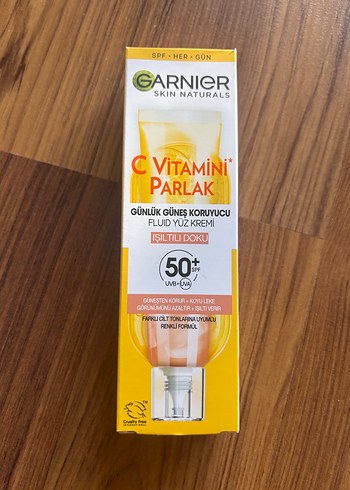 SPF • HER • GÜN
GARNIER
SKIN NATURALS
C VİTAMİNİ*
PARLAK
GÜNLÜK GÜNEŞ KORUYUCU
FLUID YÜZ KREMİ
IŞILTILI DOKU
50+
SPF
UVB+UVA
GÜNEŞTEN KORUR + KOYU LEKE
GÖRÜNÜMÜNÜ AZALTIR + IŞILTI VERİR
FARKLI CİLT TONLARINA UYUMLU
RENKLİ FORMÜL
TM
Cruelty Free
INTERNATIONAL